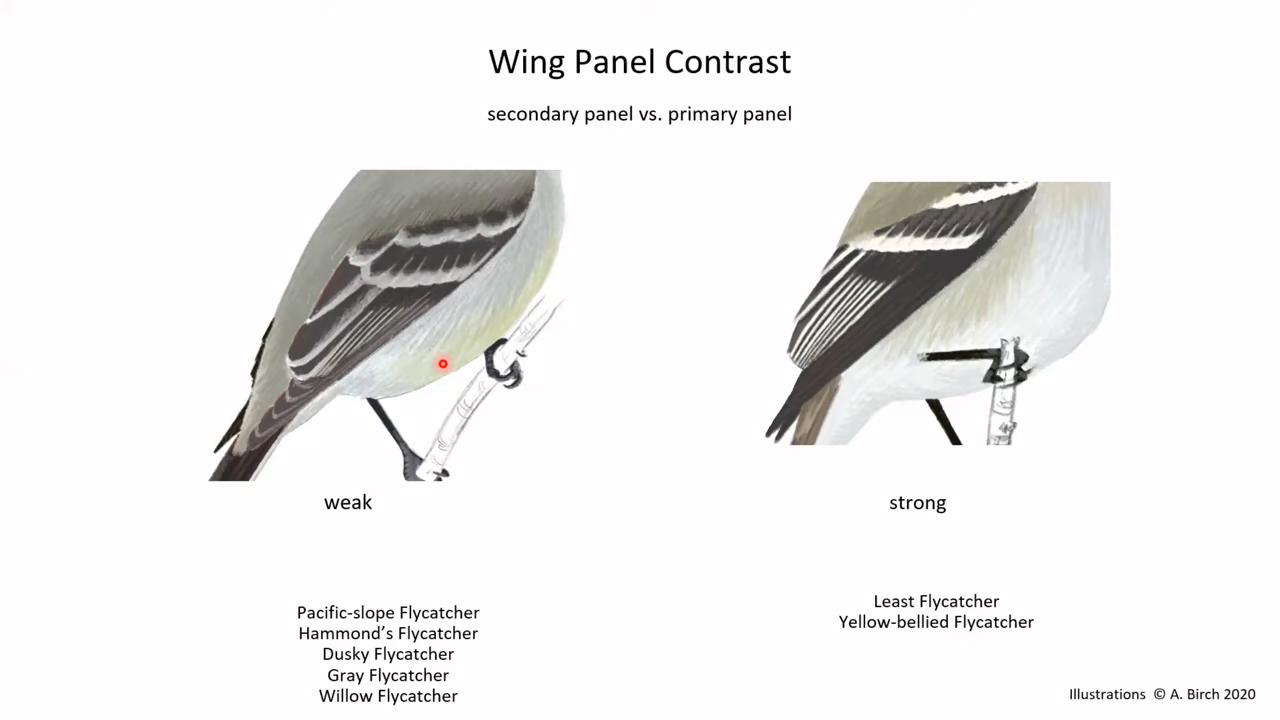 Wing Panel Contrast
secondary panel vs. primary panel
weak
strong
Pacific-slope Flycatcher
Hammond’s Flycatcher
Dusky Flycatcher
Gray Flycatcher
Willow Flycatcher
Least Flycatcher
Yellow-bellied Flycatcher
Illustrations © A. Birch 2020